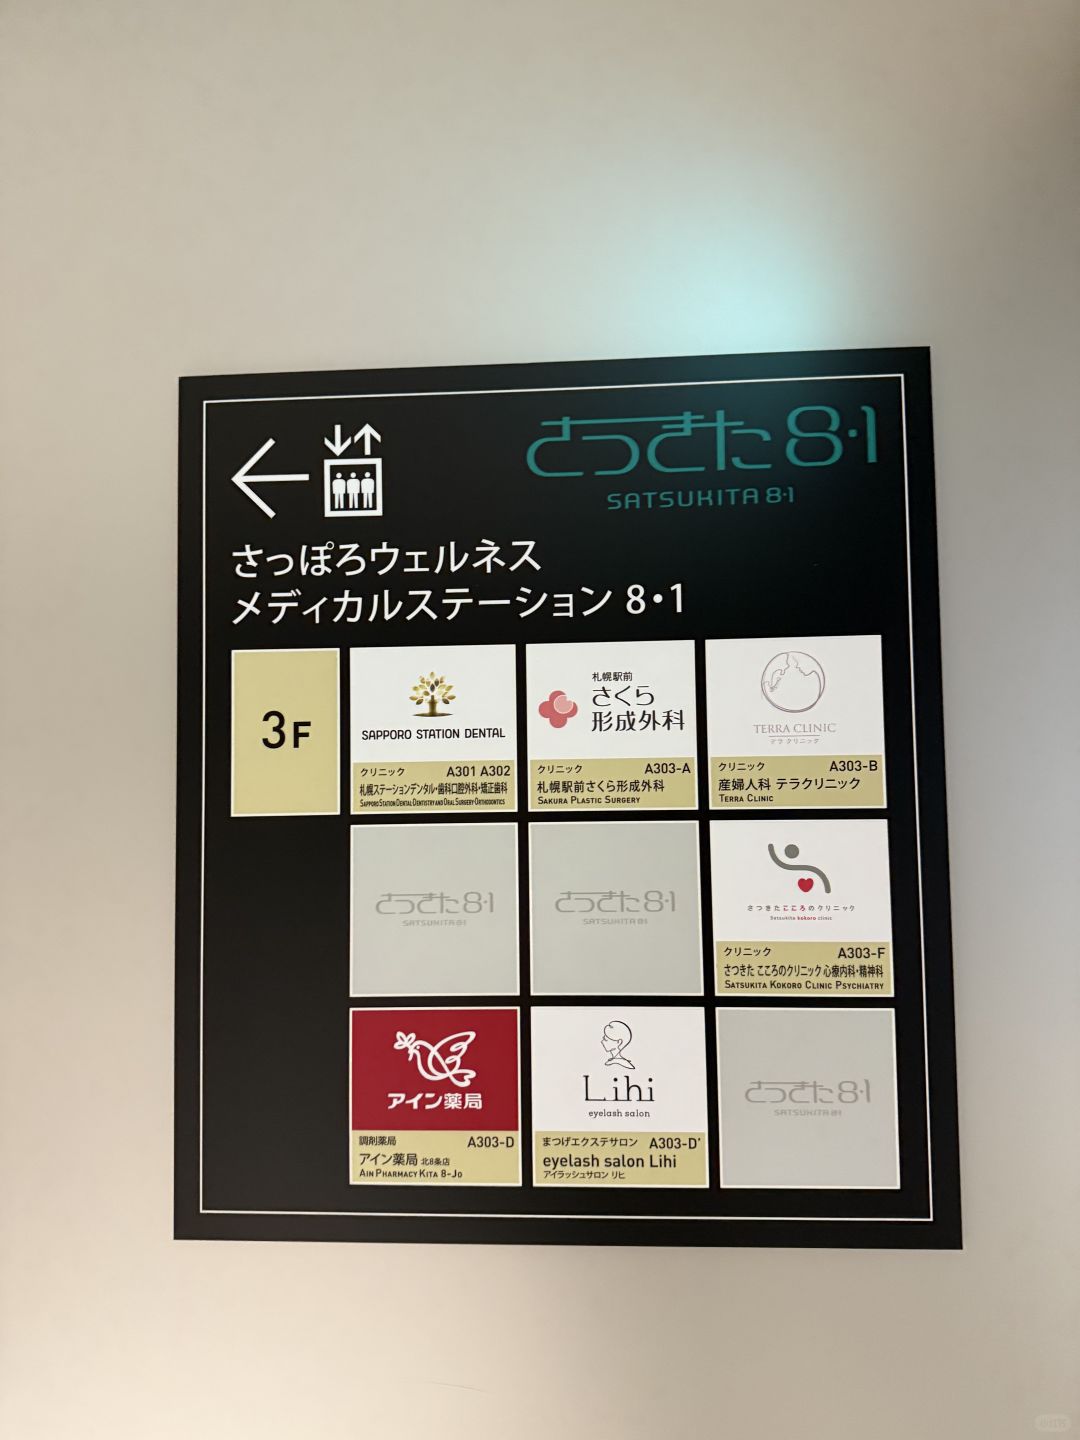 さつきた 8・1
SATSUKITA 8・1
さっぽろウェルネス
メディカルステーション 8・1
3F
SAPPORO STATION DENTAL
クリニック A301 A302
札幌ステーションデンタル・歯科口腔外科・矯正歯科
SAPPORO STATION DENTAL DENTISTRY AND ORAL SURGERY・ORTHODONTICS
札幌駅前
さくら
形成外科
クリニック A303-A
札幌駅前さくら形成外科
SAKURA PLASTIC SURGERY
TERRA CLINIC
テラ クリニック
クリニック A303-B
産婦人科 テラクリニック
TERRA CLINIC
さつきた 8・1
SATSUKITA 8・1
さつきた 8・1
SATSUKITA 8・1
さつきたこころのクリニック
Satsukita kokoro clinic
クリニック A303-F
さつきた こころのクリニック 心療内科・精神科
SATSUKITA KOKORO CLINIC PSYCHIATRY
アイン薬局
調剤薬局 A303-D
アイン薬局 北8条店
AIN PHARMACY KITA 8-JO
Lihi
eyelash salon
まつげエクステサロン A303-D'
eyelash salon Lihi
アイラッシュサロン リヒ
さつきた 8・1
SATSUKITA 8・1